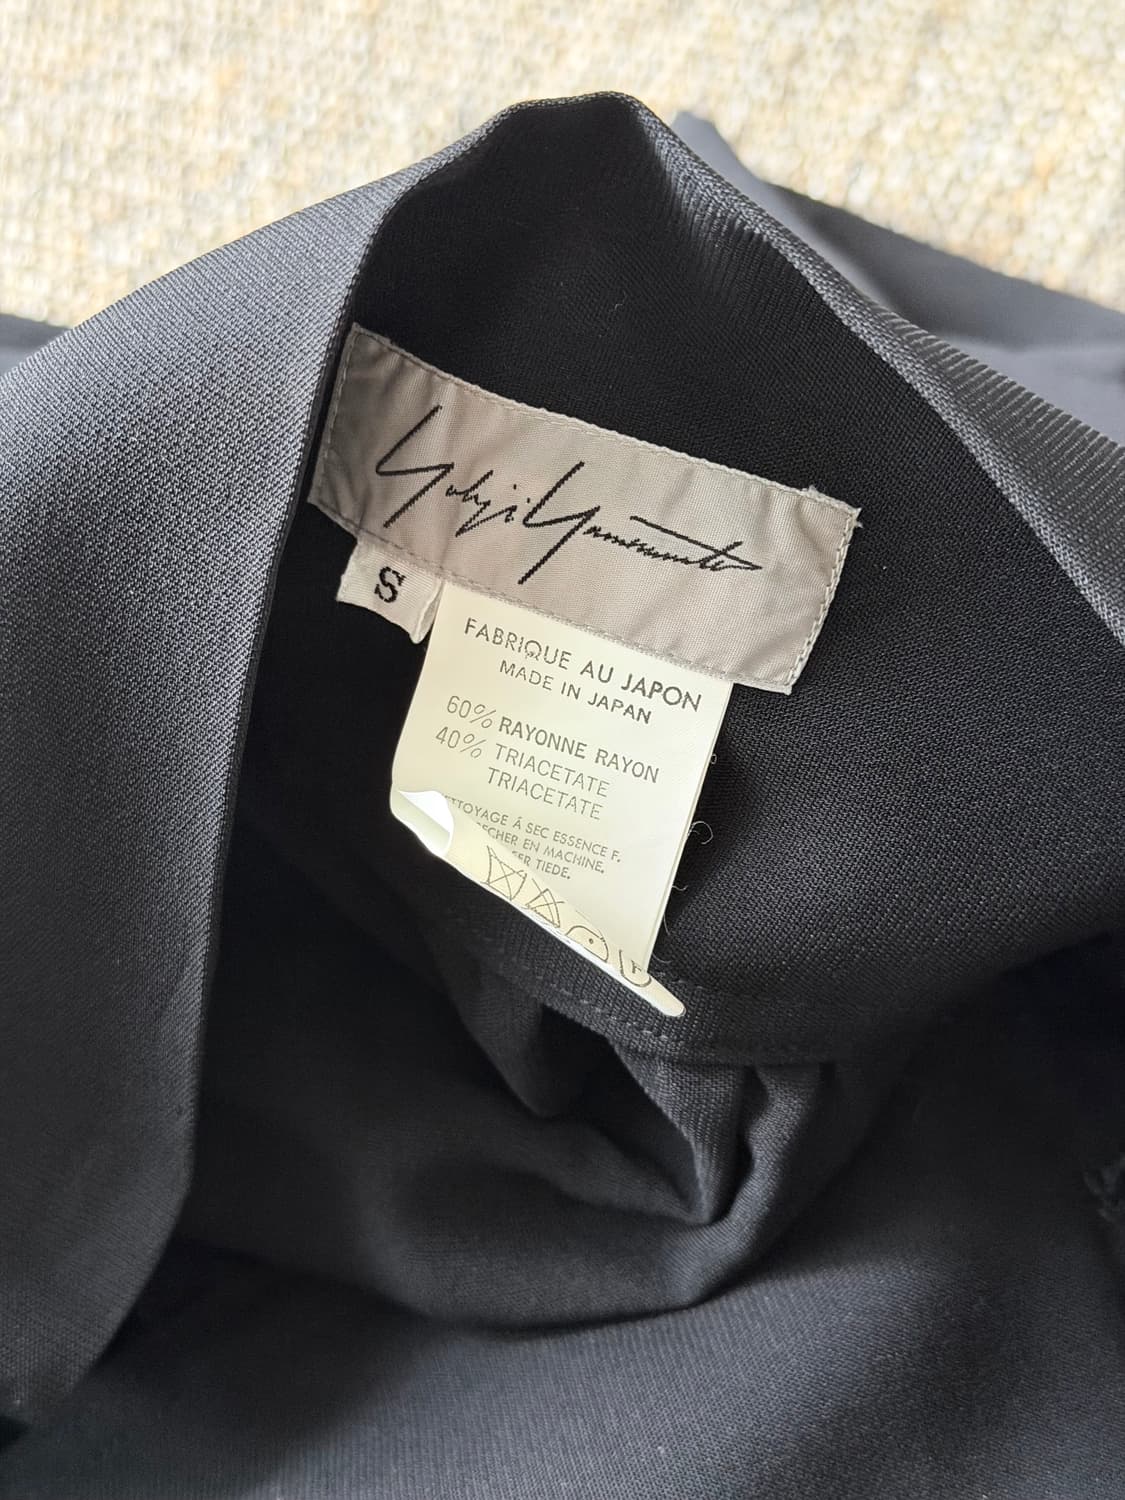 Yohji Yamamoto
S
FABRIQUE AU JAPON
MADE IN JAPAN
60% RAYONNE RAYON
40% TRIACETATE
TRIACETATE
À SEC ESSENCE F.
EN MACHINE.
TIEDE.